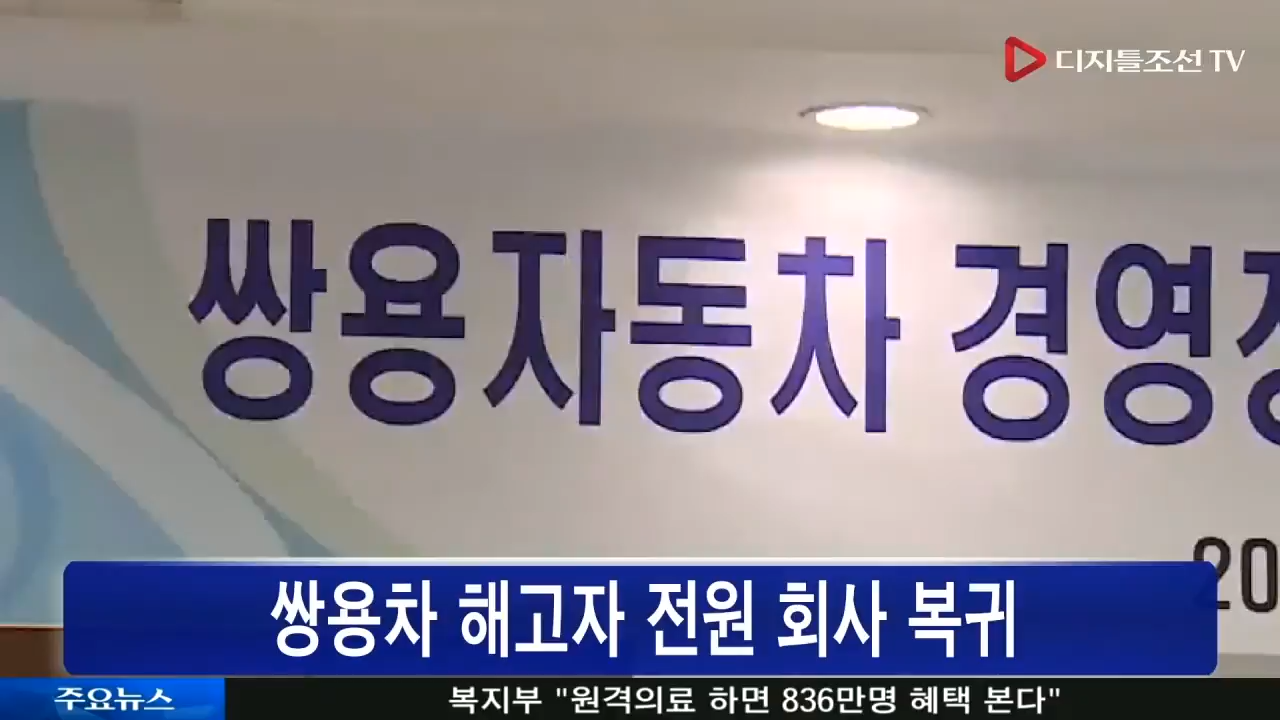 디지틀조선 TV
쌍용자동차 경영정
20
쌍용차 해고자 전원 회사 복귀
주요뉴스
복지부 "원격의료 하면 836만명 혜택 본다"